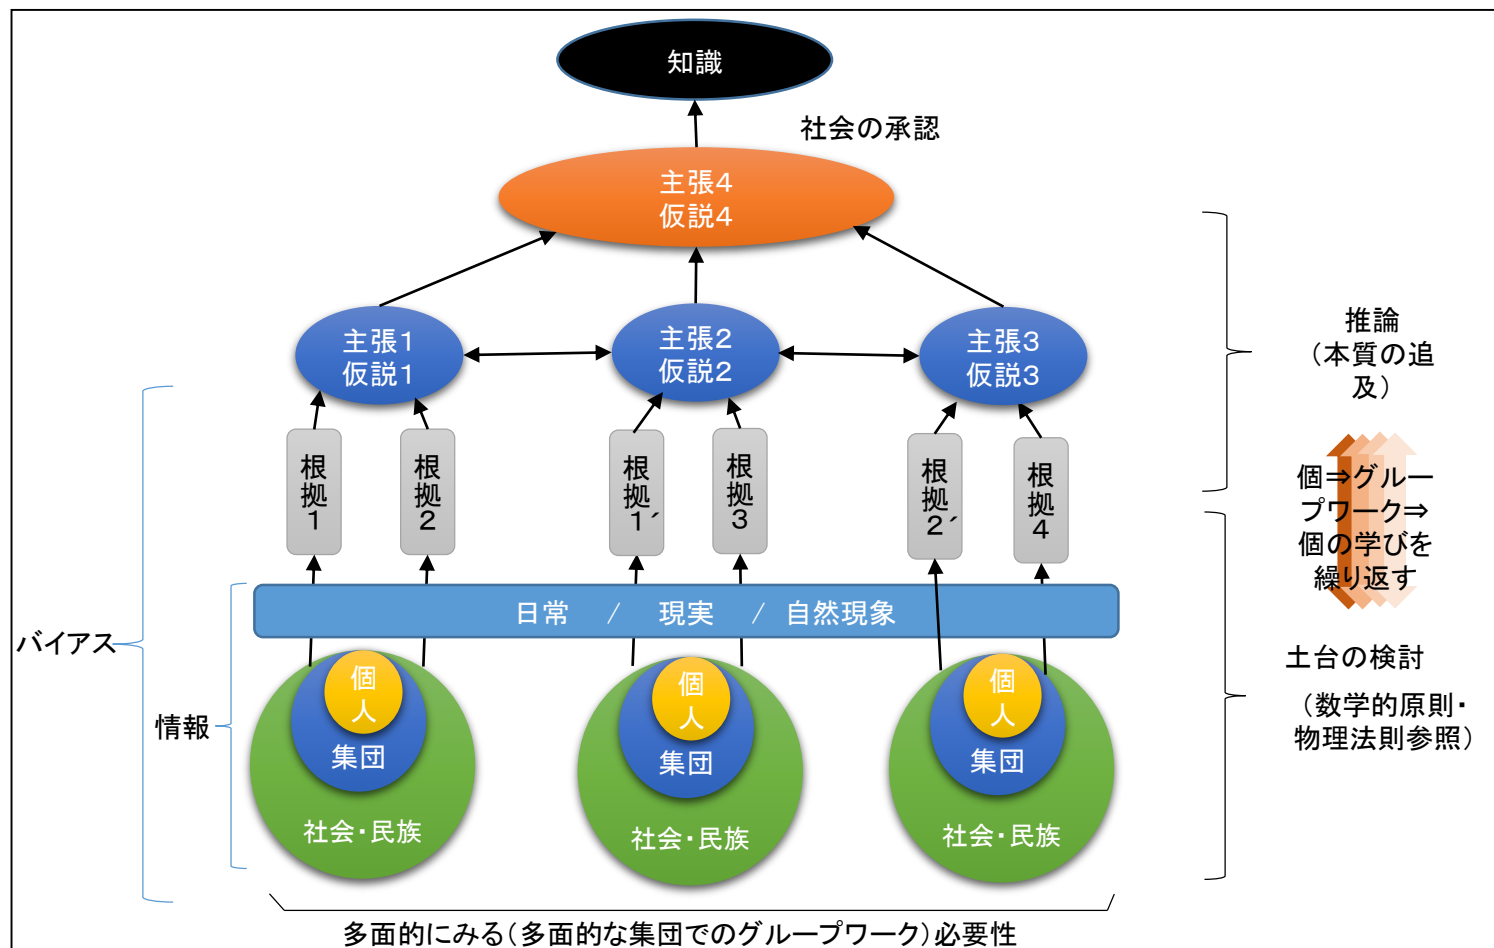 知識
社会の承認
主張４
仮説４
主張１
仮説１
主張２
仮説２
主張３
仮説３
推論
（本質の追
及）
根拠１
根拠２
根拠１´
根拠３
根拠２´
根拠４
個⇒グルー
プワーク⇒
個の学びを
繰り返す
日常　／　現実　／ 自然現象
バイアス
情報
個人
集団
社会・民族
個人
集団
社会・民族
個人
集団
社会・民族
土台の検討
（数学的原則・
物理法則参照）
多面的にみる（多面的な集団でのグループワーク）必要性